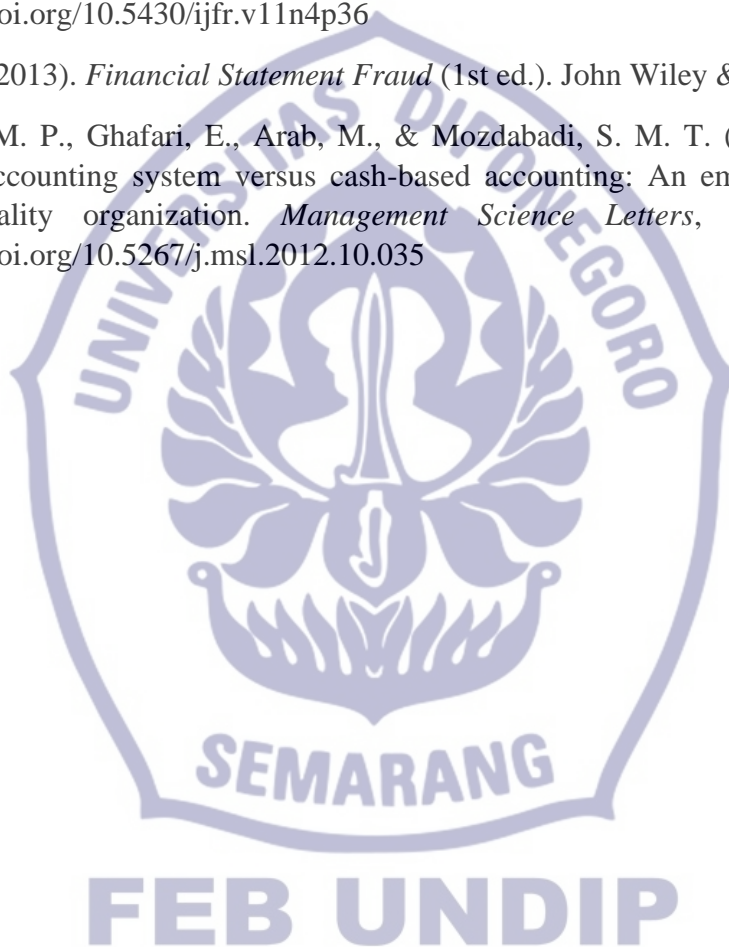 oi.org/10.5430/ijfr.v11n4p36
2013). Financial Statement Fraud (1st ed.). John Wiley &
M. P., Ghafari, E., Arab, M., & Mozdabadi, S. M. T. (
ccounting system versus cash-based accounting: An em
ality organization. Management Science Letters,
oi.org/10.5267/j.msl.2012.10.035
UNIVERSITAS DIPONEGORO
SEMARANG
FEB UNDIP